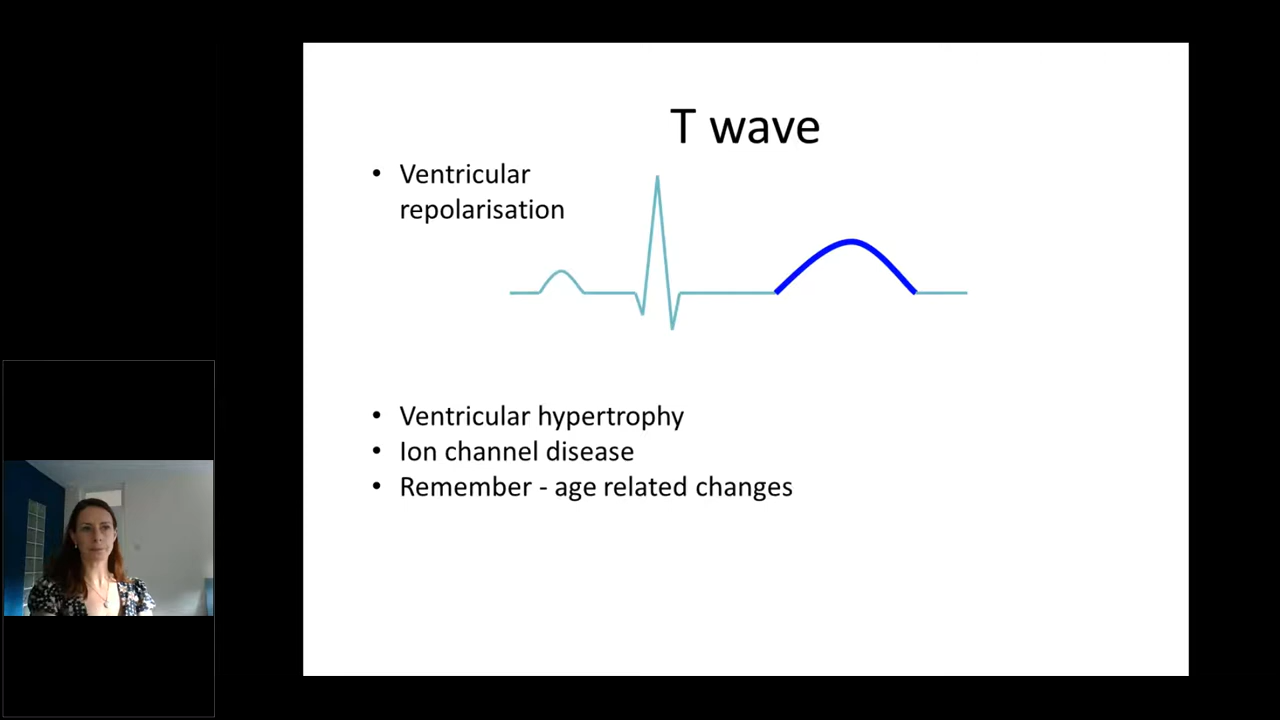 T wave
• Ventricular
repolarisation
• Ventricular hypertrophy
• Ion channel disease
• Remember - age related changes